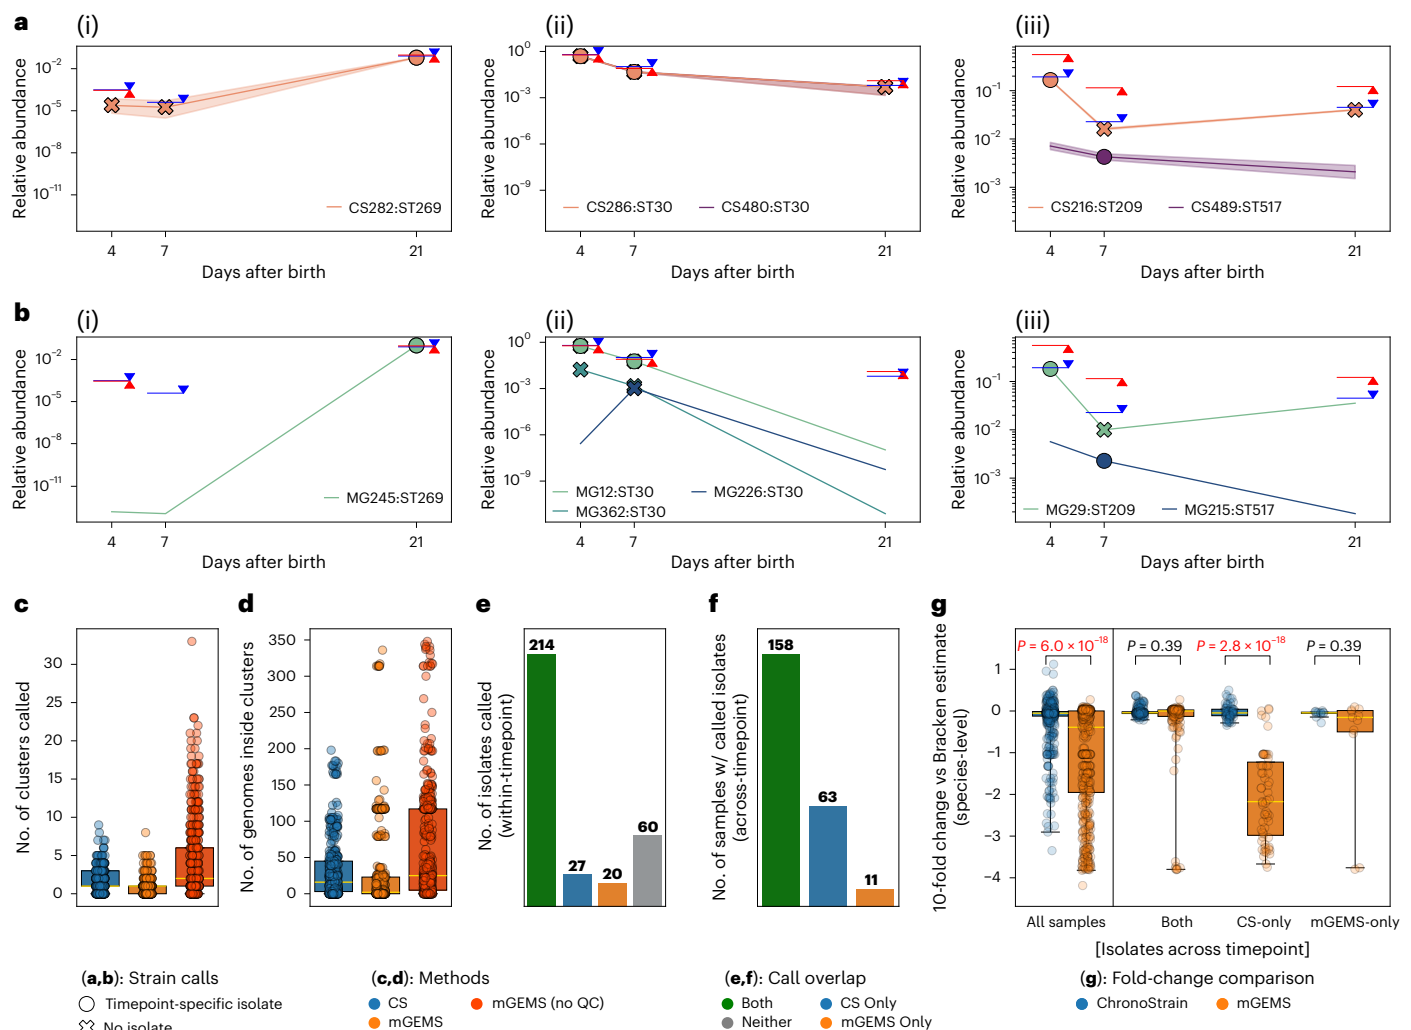 a
(i)
(ii)
(iii)
Relative abundance
10⁻²
10⁻⁵
10⁻⁸
10⁻¹¹
CS282:ST269
4
7
21
Days after birth
Relative abundance
10⁰
10⁻³
10⁻⁶
10⁻⁹
CS286:ST30
CS480:ST30
4
7
21
Days after birth
Relative abundance
10⁻¹
10⁻²
10⁻³
CS216:ST209
CS489:ST517
4
7
21
Days after birth
b
(i)
(ii)
(iii)
Relative abundance
10⁻²
10⁻⁵
10⁻⁸
10⁻¹¹
MG245:ST269
4
7
21
Days after birth
Relative abundance
10⁰
10⁻³
10⁻⁶
10⁻⁹
MG12:ST30
MG226:ST30
MG362:ST30
4
7
21
Days after birth
Relative abundance
10⁻¹
10⁻²
10⁻³
MG29:ST209
MG215:ST517
4
7
21
Days after birth
c
No. of clusters called
30
25
20
15
10
5
0
d
No. of genomes inside clusters
350
300
250
200
150
100
50
0
e
No. of isolates called
(within-timepoint)
214
27
20
60
f
No. of samples w/ called isolates
(across-timepoint)
158
63
11
g
10-fold change vs Bracken estimate
(species-level)
P = 6.0 × 10⁻¹⁸
P = 0.39
P = 2.8 × 10⁻¹⁸
P = 0.39
1
0
−1
−2
−3
−4
All samples
Both
CS-only
mGEMS-only
[Isolates across timepoint]
(a,b): Strain calls
Timepoint-specific isolate
No isolate
(c,d): Methods
CS
mGEMS (no QC)
mGEMS
(e,f): Call overlap
Both
CS Only
Neither
mGEMS Only
(g): Fold-change comparison
ChronoStrain
mGEMS